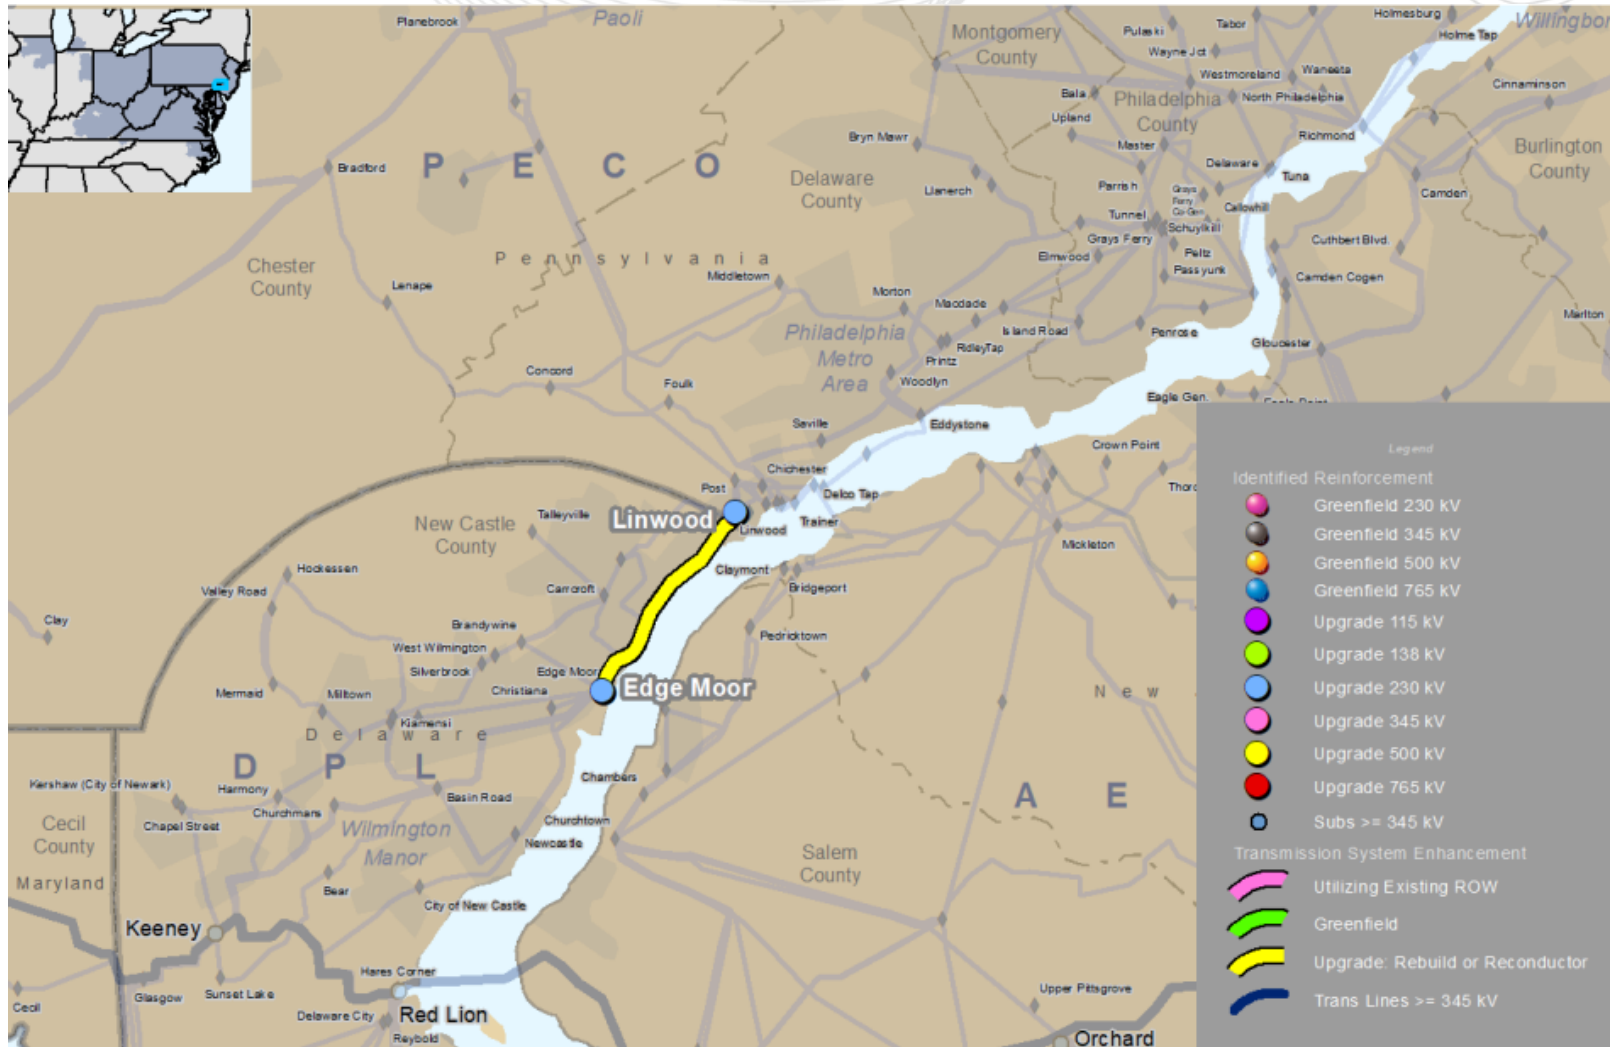 Planebrook
Paoli
Montgomery
County
Pulaski
Tabor
Holmesburg
Willingbor
Holme Tap
Wayne Jct
Westmoreland
Waneeta
Cinnaminson
Bala
Philadelphia
County
North Philadelphia
Upland
Bryn Mawr
Master
Richmond
Burlington
County
Bradford
P E C O
Delaware
County
Llanerch
Parrish
Delaware
Tuna
Camden
Grays
Ferry
Co-Gen
Callowhill
Tunnel
Schuylkill
Grays Ferry
Cuthbert Blvd.
Elmwood
Peltz
Passyunk
Camden Cogen
Pennsylvania
Chester
County
Middletown
Lenape
Morton
Macdade
Marlton
Island Road
Penrose
Gloucester
Philadelphia
Metro
Area
RidleyTap
Printz
Woodlyn
Concord
Foulk
Eagle Gen.
Saville
Eddystone
Crown Point
Chichester
Post
Delco Tap
Linwood
Linwood
Trainer
Talleyville
New Castle
County
Mickleton
Claymont
Bridgeport
Hockessen
Valley Road
Carrcroft
Clay
Brandywine
Pedricktown
West Wilmington
Silverbrook
Edge Moor
Edge Moor
Christiana
Mermaid
Milltown
New
Kiamensi
Delaware
D P L
Chambers
A E
Kershaw (City of Newark)
Harmony
Basin Road
Churchmans
Chapel Street
Churchtown
Cecil
County
Wilmington
Manor
Newcastle
Salem
County
Maryland
Bear
City of New Castle
Keeney
Hares Corner
Glasgow
Sunset Lake
Cecil
Delaware City
Red Lion
Reybold
Upper Pittsgrove
Orchard
Legend
Identified Reinforcement
Greenfield 230 kV
Greenfield 345 kV
Greenfield 500 kV
Greenfield 765 kV
Upgrade 115 kV
Upgrade 138 kV
Upgrade 230 kV
Upgrade 345 kV
Upgrade 500 kV
Upgrade 765 kV
Subs >= 345 kV
Transmission System Enhancement
Utilizing Existing ROW
Greenfield
Upgrade: Rebuild or Reconductor
Trans Lines >= 345 kV